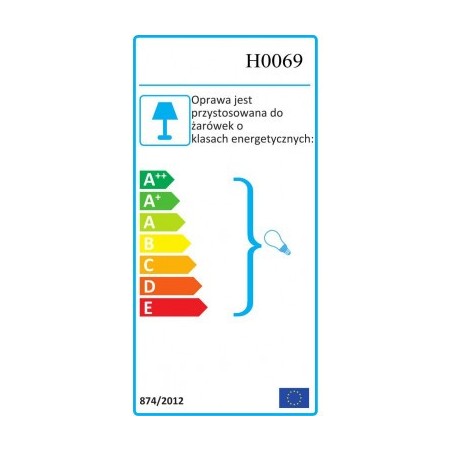 H0069
Oprawa jest
przystosowana do
żarówek o
klasach energetycznych:
A++
A+
A
B
C
D
E
874/2012